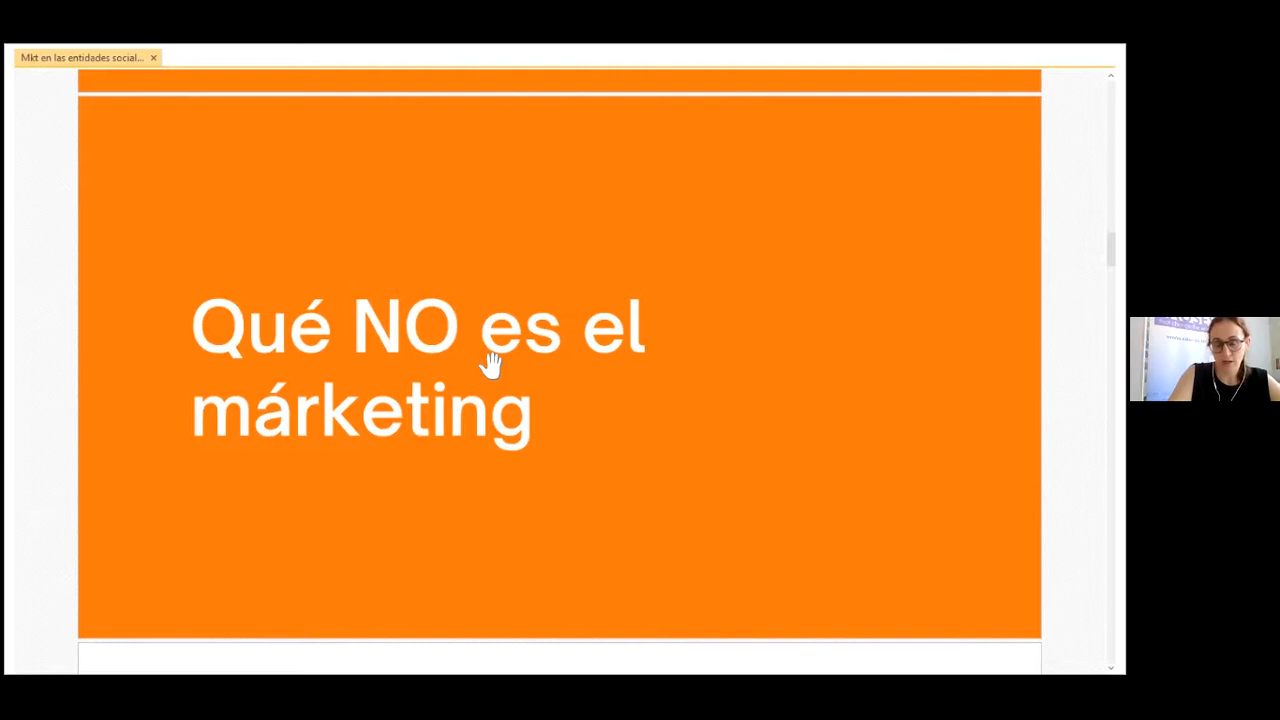 Mkt en las entidades social...
Qué NO es el
márketing